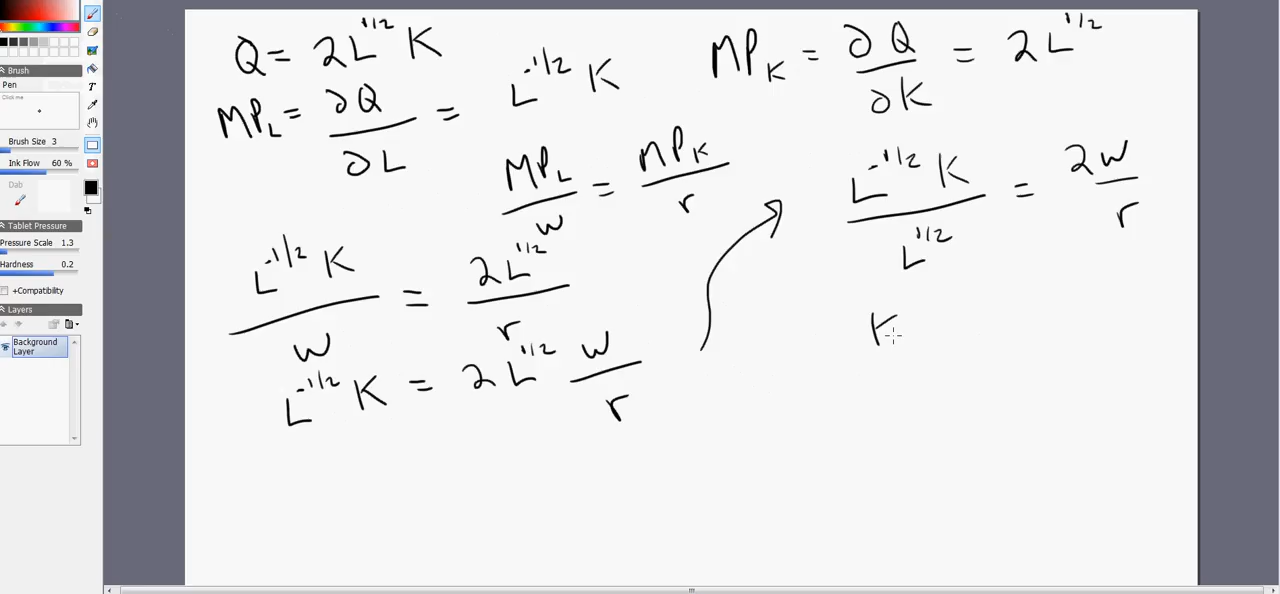 Q = 2L^1/2 K
MP_L = ∂Q/∂L = L^-1/2 K
MP_K = ∂Q/∂K = 2L^1/2
MP_L/w = MP_K/r
L^-1/2 K / w = 2L^1/2 / r
L^-1/2 K = 2L^1/2 w/r
L^-1/2 K / L^1/2 = 2w/r
K
Brush
Pen
Click me
Brush Size 3
Ink Flow 60 %
Dab
Tablet Pressure
Pressure Scale 1.3
Hardness 0.2
+Compatibility
Layers
Background
Layer